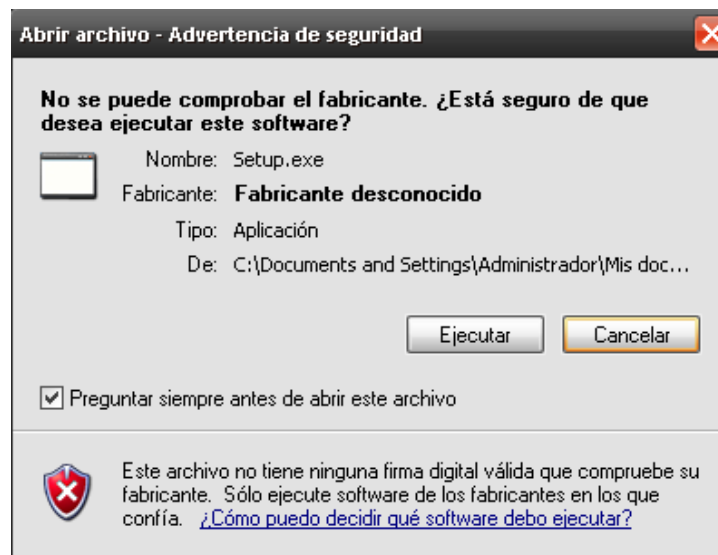 Abrir archivo - Advertencia de seguridad
No se puede comprobar el fabricante. ¿Está seguro de que
desea ejecutar este software?
Nombre: Setup.exe
Fabricante: Fabricante desconocido
Tipo: Aplicación
De: C:\Documents and Settings\Administrador\Mis doc...
Ejecutar Cancelar
Preguntar siempre antes de abrir este archivo
Este archivo no tiene ninguna firma digital válida que compruebe su
fabricante. Sólo ejecute software de los fabricantes en los que
confía. ¿Cómo puedo decidir qué software debo ejecutar?